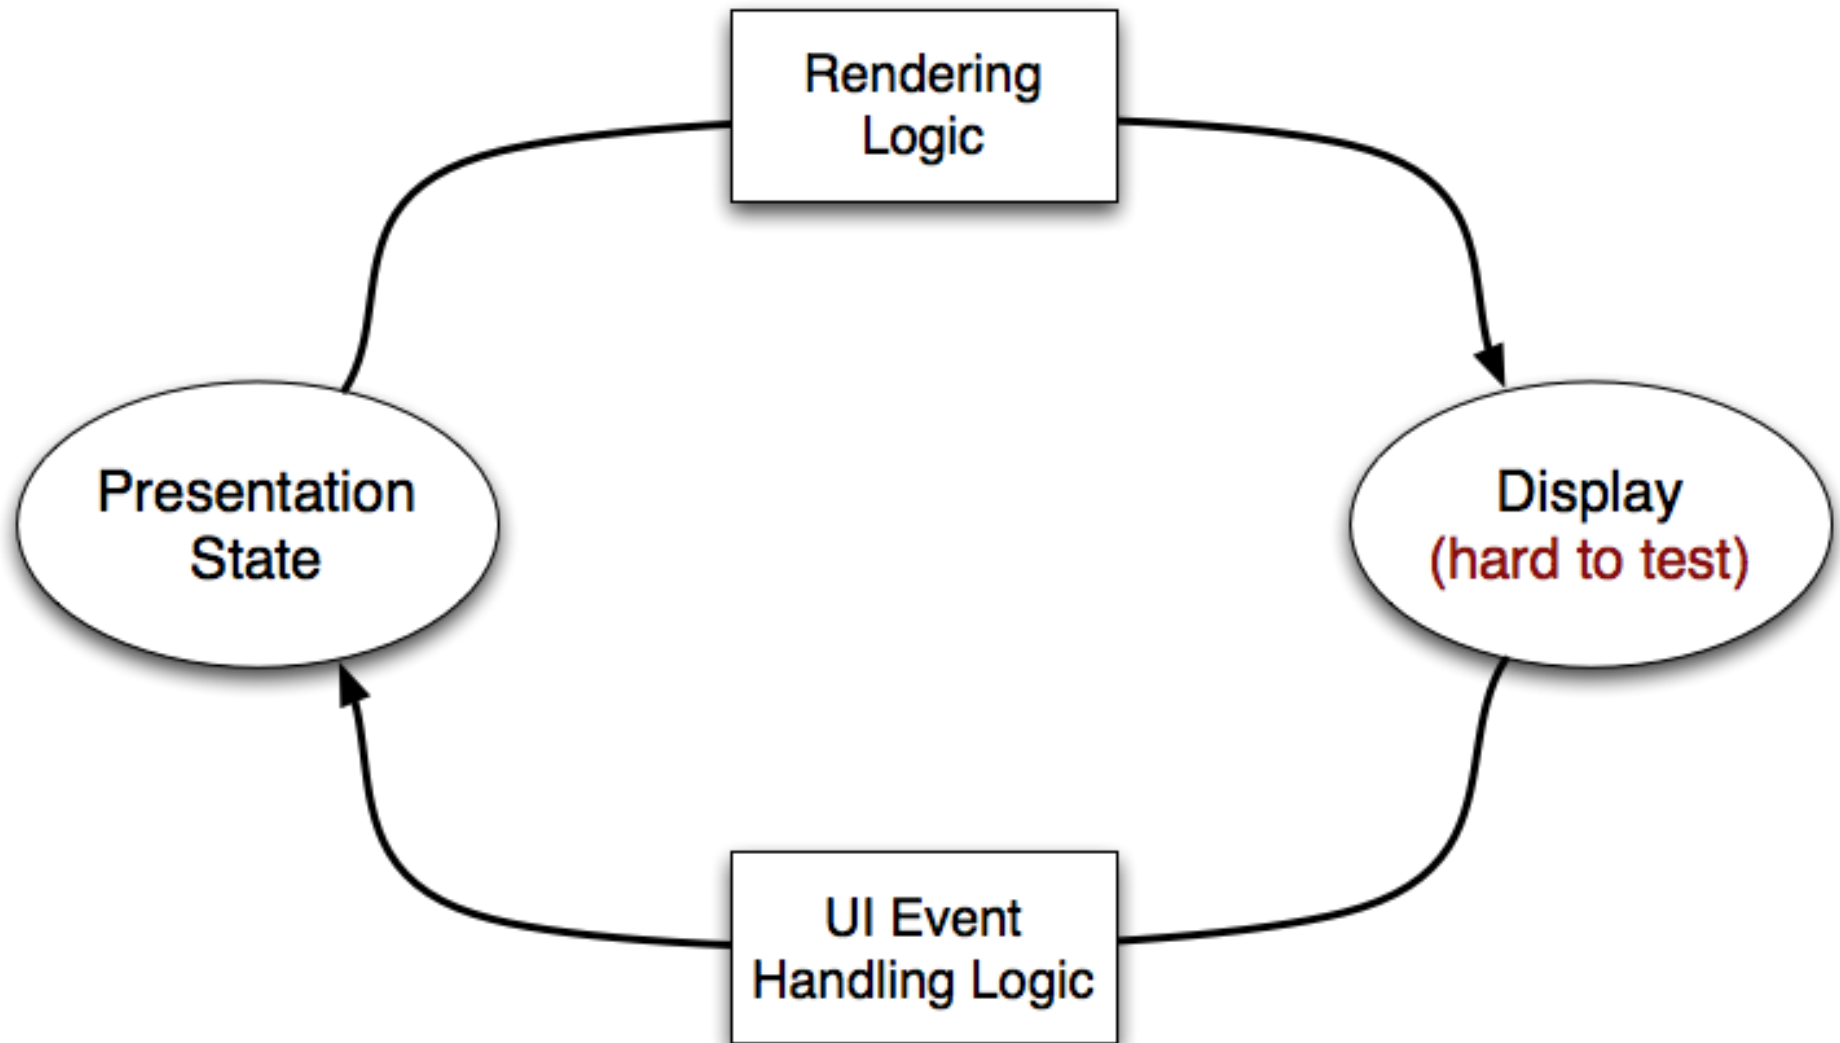 Rendering
Logic
Presentation
State
Display
(hard to test)
UI Event
Handling Logic